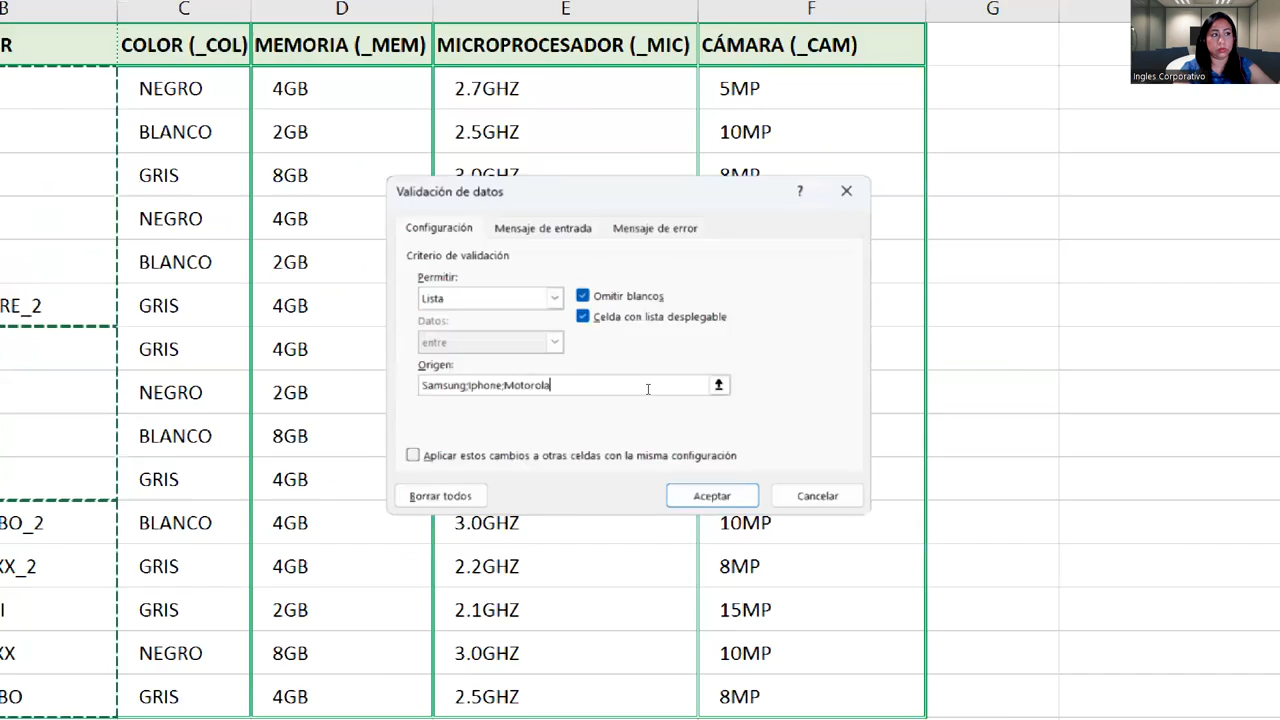 B C D E F G
R COLOR (_COL) MEMORIA (_MEM) MICROPROCESADOR (_MIC) CÁMARA (_CAM)
Ingles Corporativo
NEGRO 4GB 2.7GHZ 5MP
BLANCO 2GB 2.5GHZ 10MP
GRIS 8GB 3.0GHZ 8MP
Validación de datos ? ✕
NEGRO 4GB
Configuración Mensaje de entrada Mensaje de error
Criterio de validación
BLANCO 2GB
Permitir:
Lista Omitir blancos
RE_2 GRIS 4GB
Celda con lista desplegable
Datos:
entre
GRIS 4GB
Origen:
Samsung;Iphone;Motorola
NEGRO 2GB
BLANCO 8GB
Aplicar estos cambios a otras celdas con la misma configuración
GRIS 4GB
Borrar todos Aceptar Cancelar
BO_2 BLANCO 4GB 3.0GHZ 10MP
XX_2 GRIS 4GB 2.2GHZ 8MP
I GRIS 2GB 2.1GHZ 15MP
XX NEGRO 8GB 3.0GHZ 10MP
BO GRIS 4GB 2.5GHZ 8MP